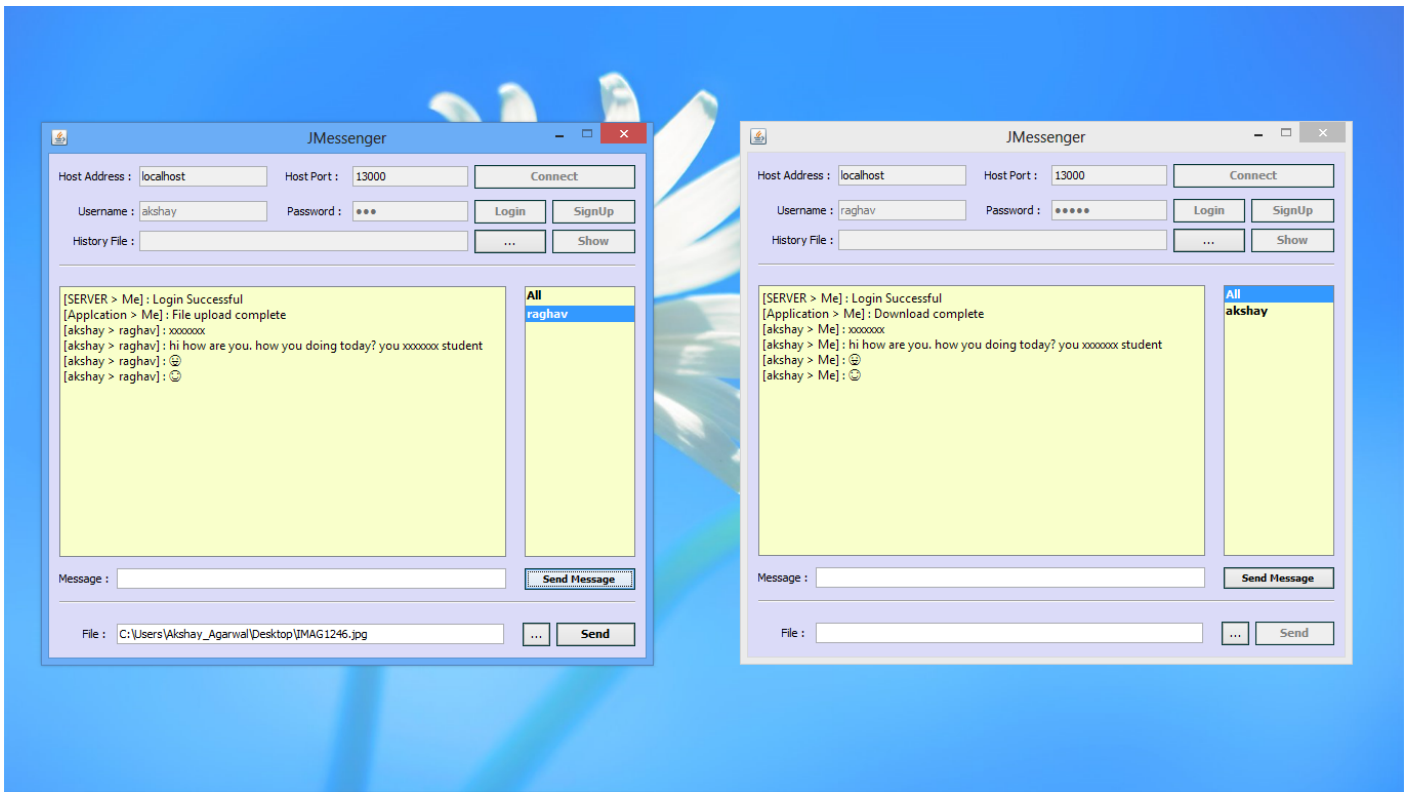 JMessenger
Host Address : localhost Host Port : 13000 Connect
Username : akshay Password : ●●● Login SignUp
History File : ... Show
[SERVER > Me] : Login Successful
[Applcation > Me] : File upload complete
[akshay > raghav] : xxxxxxx
[akshay > raghav] : hi how are you. how you doing today? you xxxxxxx student
[akshay > raghav] : 😀
[akshay > raghav] : ☺
All
raghav
Message : Send Message
File : C:\Users\Akshay_Agarwal\Desktop\IMAG1246.jpg ... Send
JMessenger
Host Address : localhost Host Port : 13000 Connect
Username : raghav Password : ●●●●● Login SignUp
History File : ... Show
[SERVER > Me] : Login Successful
[Application > Me] : Download complete
[akshay > Me] : xxxxxxx
[akshay > Me] : hi how are you. how you doing today? you xxxxxxx student
[akshay > Me] : 😀
[akshay > Me] : ☺
All
akshay
Message : Send Message
File : ... Send